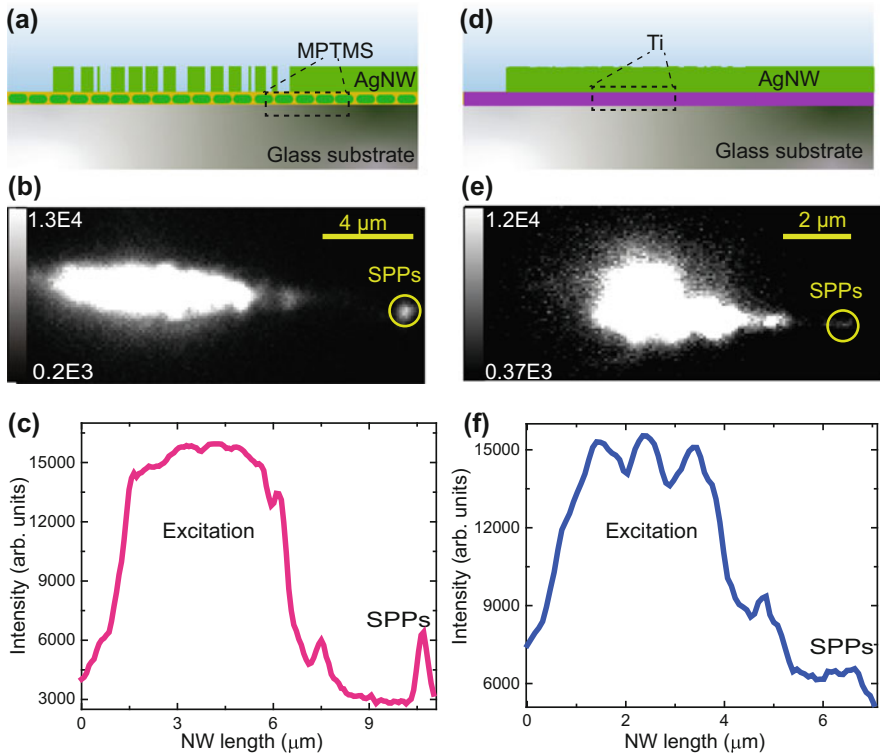 (a)
MPTMS
AgNW
Glass substrate
(d)
Ti
AgNW
Glass substrate
(b)
1.3E4
4 μm
SPPs
0.2E3
(e)
1.2E4
2 μm
SPPs
0.37E3
(c)
15000
12000
9000
6000
3000
Intensity (arb. units)
Excitation
SPPs
0
3
6
9
NW length (μm)
(f)
15000
12000
9000
6000
Intensity (arb. units)
Excitation
SPPs
0
2
4
6
NW length (μm)